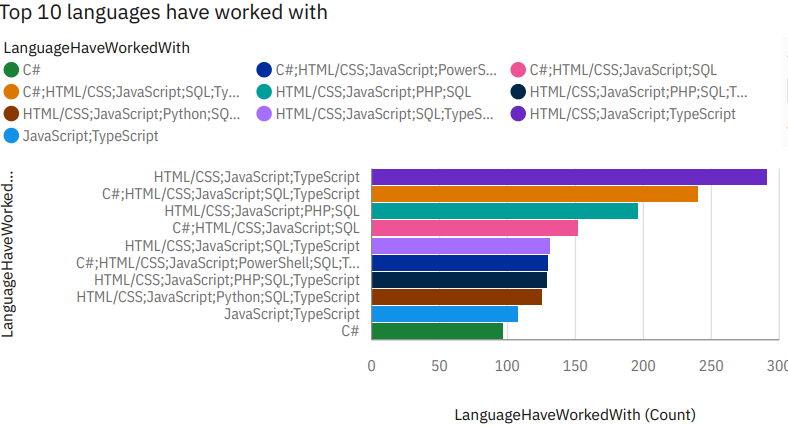 Top 10 languages have worked with
LanguageHaveWorkedWith
C# C#;HTML/CSS;JavaScript;PowerS... C#;HTML/CSS;JavaScript;SQL
C#;HTML/CSS;JavaScript;SQL;Ty... HTML/CSS;JavaScript;PHP;SQL HTML/CSS;JavaScript;PHP;SQL;T...
HTML/CSS;JavaScript;Python;SQ... HTML/CSS;JavaScript;SQL;TypeS... HTML/CSS;JavaScript;TypeScript
JavaScript;TypeScript
LanguageHaveWorked...
HTML/CSS;JavaScript;TypeScript
C#;HTML/CSS;JavaScript;SQL;TypeScript
HTML/CSS;JavaScript;PHP;SQL
C#;HTML/CSS;JavaScript;SQL
HTML/CSS;JavaScript;SQL;TypeScript
C#;HTML/CSS;JavaScript;PowerShell;SQL;T...
HTML/CSS;JavaScript;PHP;SQL;TypeScript
HTML/CSS;JavaScript;Python;SQL;TypeScript
JavaScript;TypeScript
C#
0 50 100 150 200 250 300
LanguageHaveWorkedWith (Count)